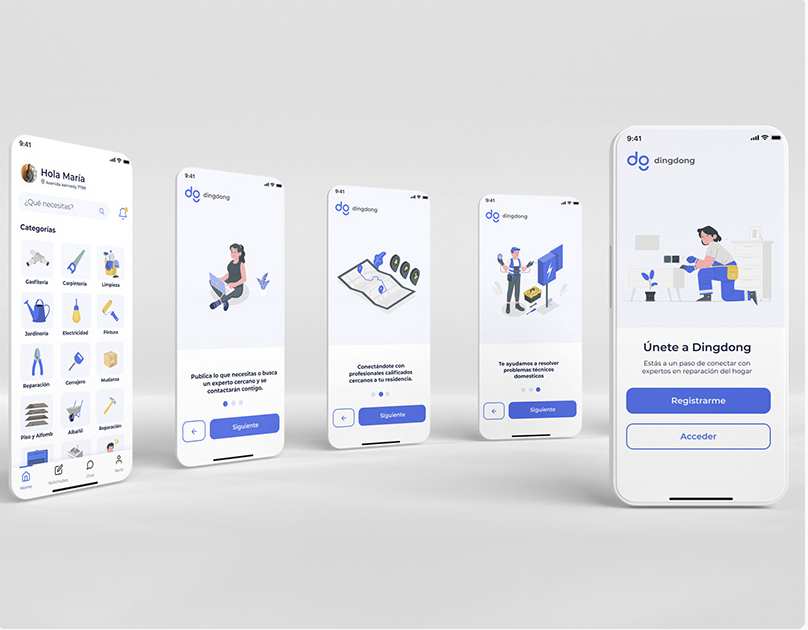 9:41
Hola María
Avenida kennedy 7795
¿Qué necesitas?
Categorías
Gasfitería
Carpintería
Limpieza
Jardinería
Electricidad
Pintura
Reparación
Cerrajero
Mudanza
Piso y Alfomb
Albañil
Reparación
Home
Solicitudes
Chat
Perfil
9:41
dg dingdong
Publica lo que necesitas o busca
un experto cercano y se
contactarán contigo.
Siguiente
9:41
dg dingdong
Conectándote con
profesionales calificados
cercanos a tu residencia.
Siguiente
9:41
dg dingdong
Te ayudamos a resolver
problemas técnicos
domesticos
Siguiente
9:41
dg dingdong
Únete a Dingdong
Estás a un paso de conectar con
expertos en reparación del hogar
Registrarme
Acceder